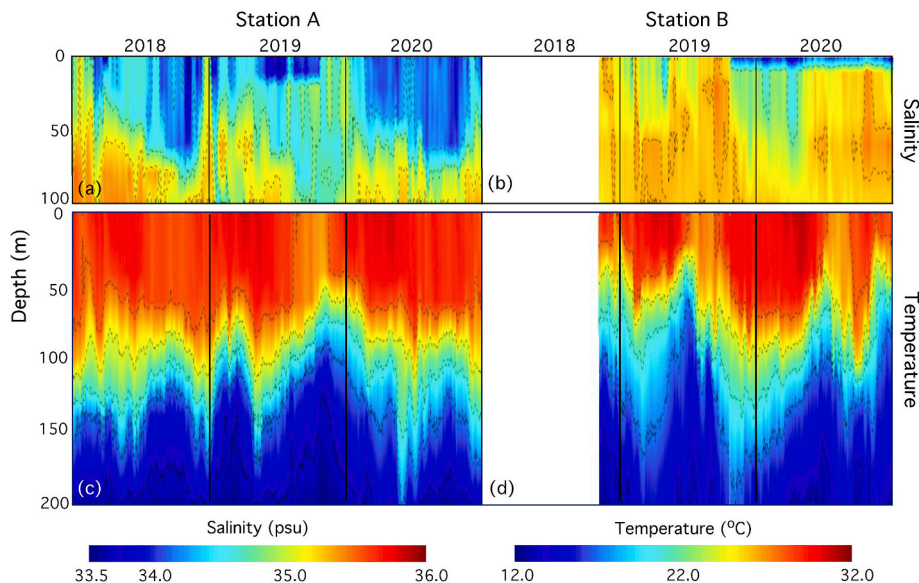 Station A Station B
2018 2019 2020 2018 2019 2020
0
50
100
(a) (b)
Salinity
0
50
100
150
200
Depth (m)
(c) (d)
Temperature
Salinity (psu) Temperature (°C)
33.5 34.0 35.0 36.0 12.0 22.0 32.0